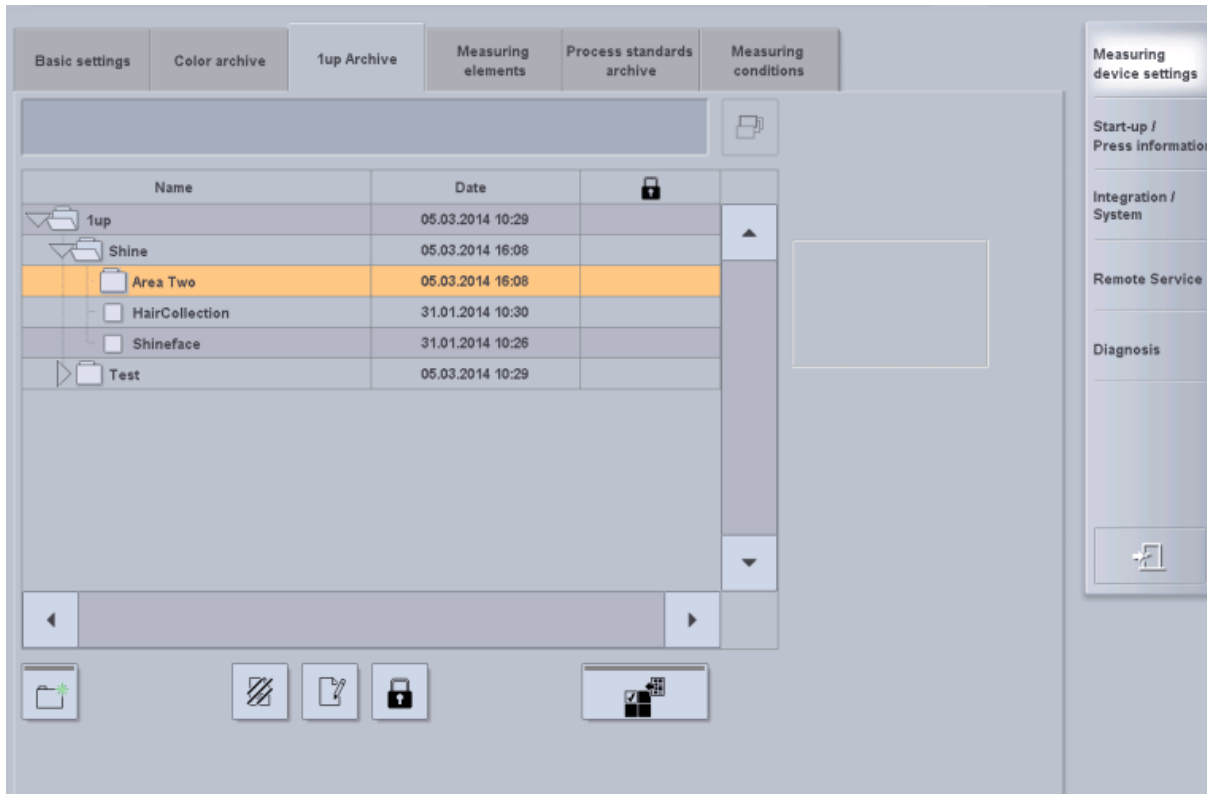 Basic settings
Color archive
1up Archive
Measuring
elements
Process standards
archive
Measuring
conditions
Name Date
1up 05.03.2014 10:29
Shine 05.03.2014 16:08
Area Two 05.03.2014 16:08
HairCollection 31.01.2014 10:30
Shineface 31.01.2014 10:26
Test 05.03.2014 10:29
Measuring
device settings
Start-up /
Press information
Integration /
System
Remote Service
Diagnosis